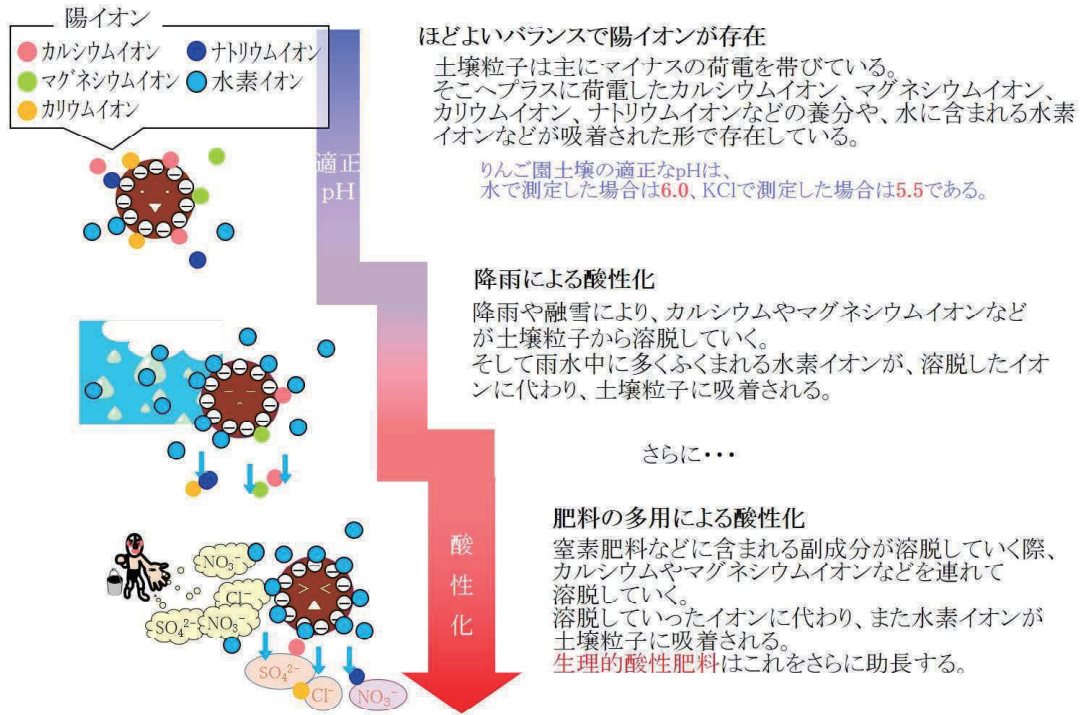 陽イオン
カルシウムイオン
ナトリウムイオン
マグネシウムイオン
水素イオン
カリウムイオン
適正
pH
ほどよいバランスで陽イオンが存在
土壌粒子は主にマイナスの荷電を帯びている。
そこへプラスに荷電したカルシウムイオン、マグネシウムイオン、
カリウムイオン、ナトリウムイオンなどの養分や、水に含まれる水素
イオンなどが吸着された形で存在している。
りんご園土壌の適正なpHは、
水で測定した場合は6.0、KClで測定した場合は5.5である。
降雨による酸性化
降雨や融雪により、カルシウムやマグネシウムイオンなど
が土壌粒子から溶脱していく。
そして雨水中に多くふくまれる水素イオンが、溶脱したイオ
ンに代わり、土壌粒子に吸着される。
さらに・・・
酸
性
化
肥料の多用による酸性化
窒素肥料などに含まれる副成分が溶脱していく際、
カルシウムやマグネシウムイオンなどを連れて
溶脱していく。
溶脱していったイオンに代わり、また水素イオンが
土壌粒子に吸着される。
生理的酸性肥料はこれをさらに助長する。
NO₃⁻
Cl⁻
SO₄²⁻
NO₃⁻
SO₄²⁻
Cl⁻
NO₃⁻